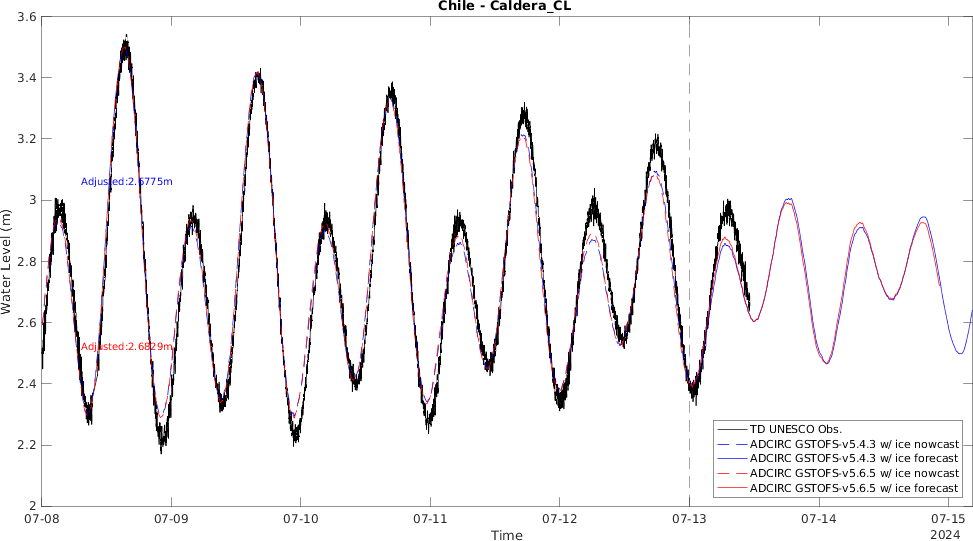 Chile - Caldera_CL
Water Level (m)
3.6
3.4
3.2
3
2.8
2.6
2.4
2.2
2
Adjusted:2.6775m
Adjusted:2.6829m
TD UNESCO Obs.
ADCIRC GSTOFS-v5.4.3 w/ ice nowcast
ADCIRC GSTOFS-v5.4.3 w/ ice forecast
ADCIRC GSTOFS-v5.6.5 w/ ice nowcast
ADCIRC GSTOFS-v5.6.5 w/ ice forecast
07-08 07-09 07-10 07-11 07-12 07-13 07-14 07-15
2024
Time